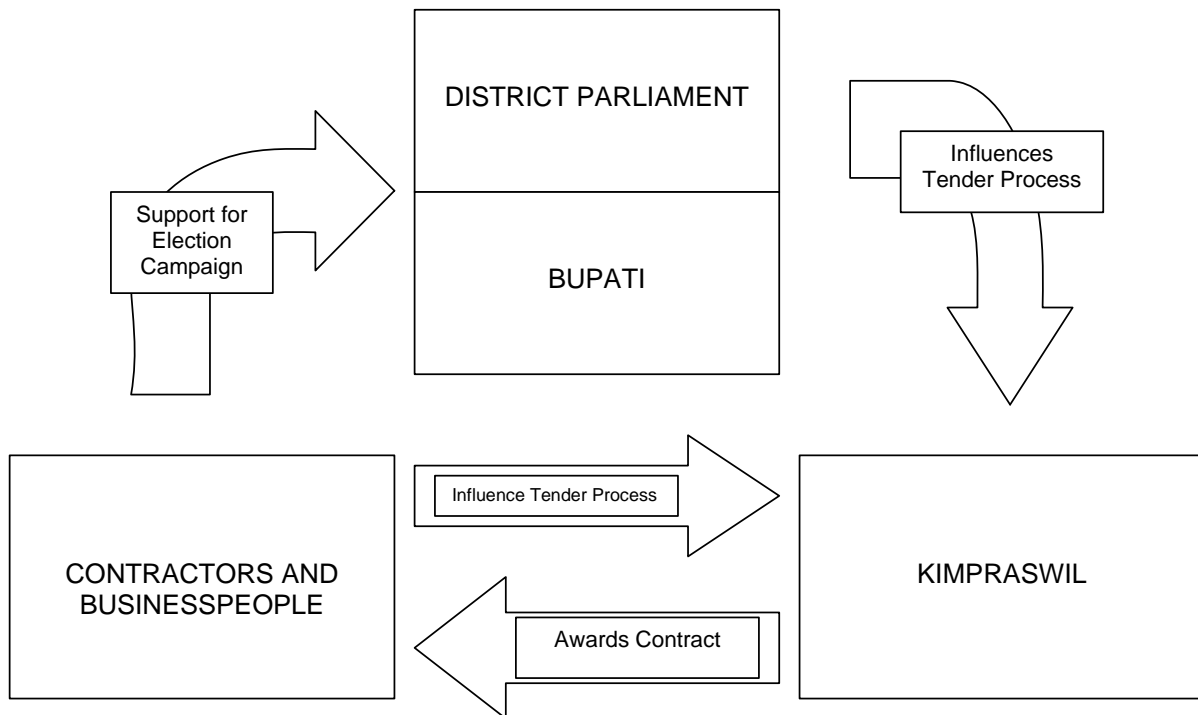 DISTRICT PARLIAMENT
Influences
Tender Process
Support for
Election
Campaign
BUPATI
Influence Tender Process
CONTRACTORS AND
BUSINESSPEOPLE
KIMPRASWIL
Awards Contract